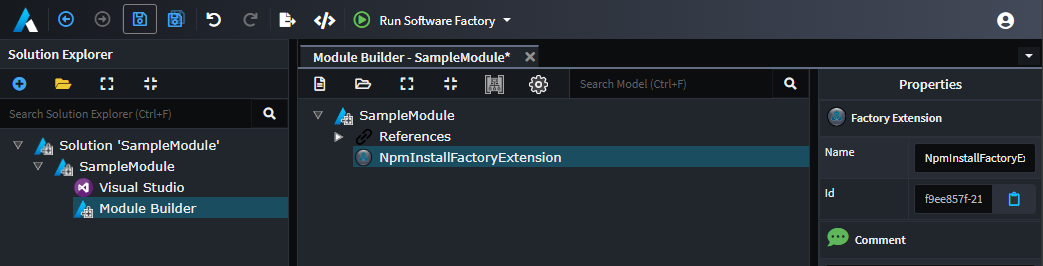 Run Software Factory
Solution Explorer
Search Solution Explorer (Ctrl+F)
Solution 'SampleModule'
SampleModule
Visual Studio
Module Builder
Module Builder - SampleModule*
Search Model (Ctrl+F)
SampleModule
References
NpmInstallFactoryExtension
Properties
Factory Extension
Name
NpmInstallFactoryE
Id
f9ee857f-21
Comment